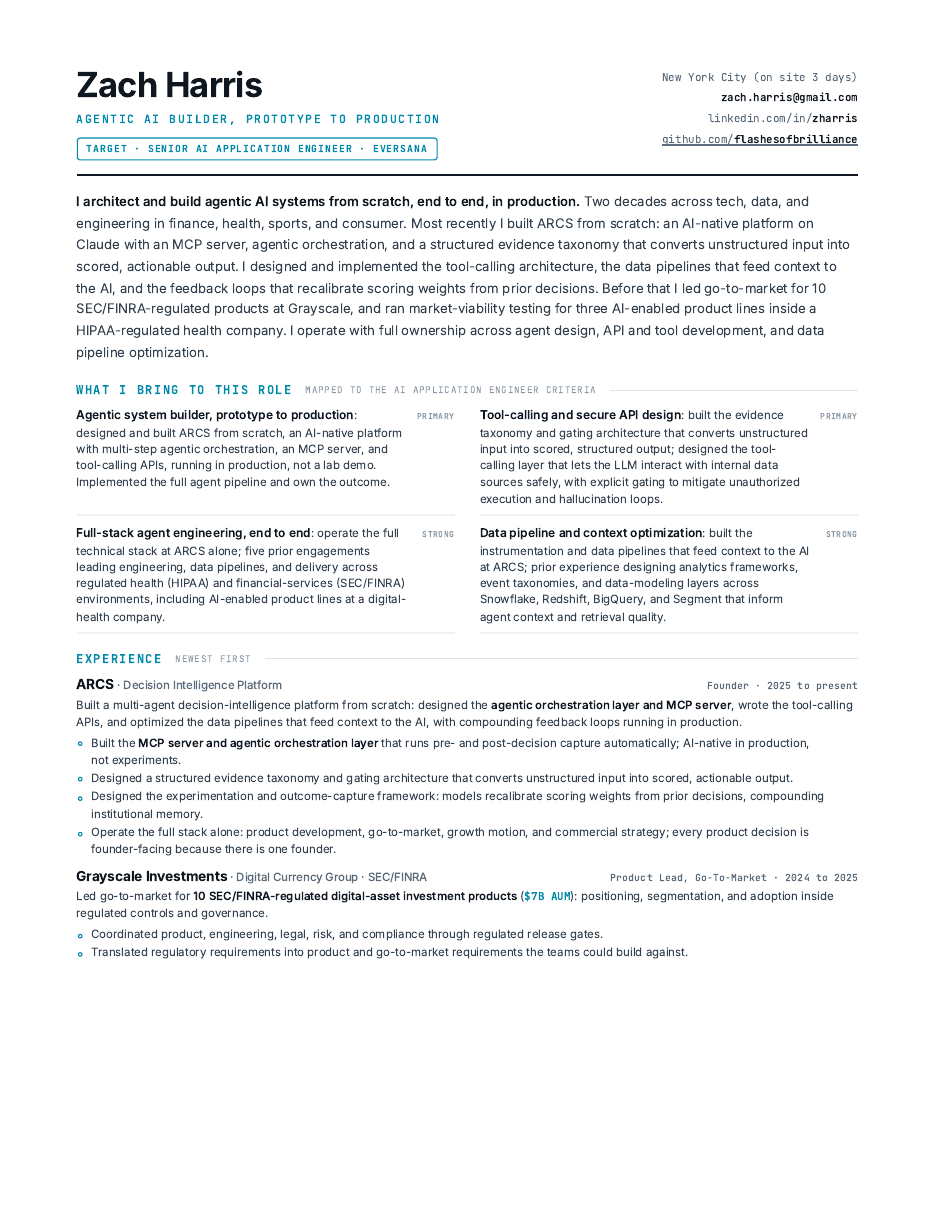 Zach Harris
AGENTIC AI BUILDER, PROTOTYPE TO PRODUCTION
TARGET · SENIOR AI APPLICATION ENGINEER · EVERSANA
New York City (on site 3 days)
zach.harris@gmail.com
linkedin.com/in/zharris
github.com/flashesofbrilliance
I architect and build agentic AI systems from scratch, end to end, in production. Two decades across tech, data, and
engineering in finance, health, sports, and consumer. Most recently I built ARCS from scratch: an AI-native platform on
Claude with an MCP server, agentic orchestration, and a structured evidence taxonomy that converts unstructured input into
scored, actionable output. I designed and implemented the tool-calling architecture, the data pipelines that feed context to
the AI, and the feedback loops that recalibrate scoring weights from prior decisions. Before that I led go-to-market for 10
SEC/FINRA-regulated products at Grayscale, and ran market-viability testing for three AI-enabled product lines inside a
HIPAA-regulated health company. I operate with full ownership across agent design, API and tool development, and data
pipeline optimization.
WHAT I BRING TO THIS ROLE MAPPED TO THE AI APPLICATION ENGINEER CRITERIA
Agentic system builder, prototype to production: PRIMARY
designed and built ARCS from scratch, an AI-native platform
with multi-step agentic orchestration, an MCP server, and
tool-calling APIs, running in production, not a lab demo.
Implemented the full agent pipeline and own the outcome.
Tool-calling and secure API design: built the evidence PRIMARY
taxonomy and gating architecture that converts unstructured
input into scored, structured output; designed the tool-
calling layer that lets the LLM interact with internal data
sources safely, with explicit gating to mitigate unauthorized
execution and hallucination loops.
Full-stack agent engineering, end to end: operate the full STRONG
technical stack at ARCS alone; five prior engagements
leading engineering, data pipelines, and delivery across
regulated health (HIPAA) and financial-services (SEC/FINRA)
environments, including AI-enabled product lines at a digital-
health company.
Data pipeline and context optimization: built the STRONG
instrumentation and data pipelines that feed context to the AI
at ARCS; prior experience designing analytics frameworks,
event taxonomies, and data-modeling layers across
Snowflake, Redshift, BigQuery, and Segment that inform
agent context and retrieval quality.
EXPERIENCE NEWEST FIRST
ARCS · Decision Intelligence Platform Founder · 2025 to present
Built a multi-agent decision-intelligence platform from scratch: designed the agentic orchestration layer and MCP server, wrote the tool-calling
APIs, and optimized the data pipelines that feed context to the AI, with compounding feedback loops running in production.
Built the MCP server and agentic orchestration layer that runs pre- and post-decision capture automatically; AI-native in production,
not experiments.
Designed a structured evidence taxonomy and gating architecture that converts unstructured input into scored, actionable output.
Designed the experimentation and outcome-capture framework: models recalibrate scoring weights from prior decisions, compounding
institutional memory.
Operate the full stack alone: product development, go-to-market, growth motion, and commercial strategy; every product decision is
founder-facing because there is one founder.
Grayscale Investments · Digital Currency Group · SEC/FINRA Product Lead, Go-To-Market · 2024 to 2025
Led go-to-market for 10 SEC/FINRA-regulated digital-asset investment products ($7B AUM): positioning, segmentation, and adoption inside
regulated controls and governance.
Coordinated product, engineering, legal, risk, and compliance through regulated release gates.
Translated regulatory requirements into product and go-to-market requirements the teams could build against.